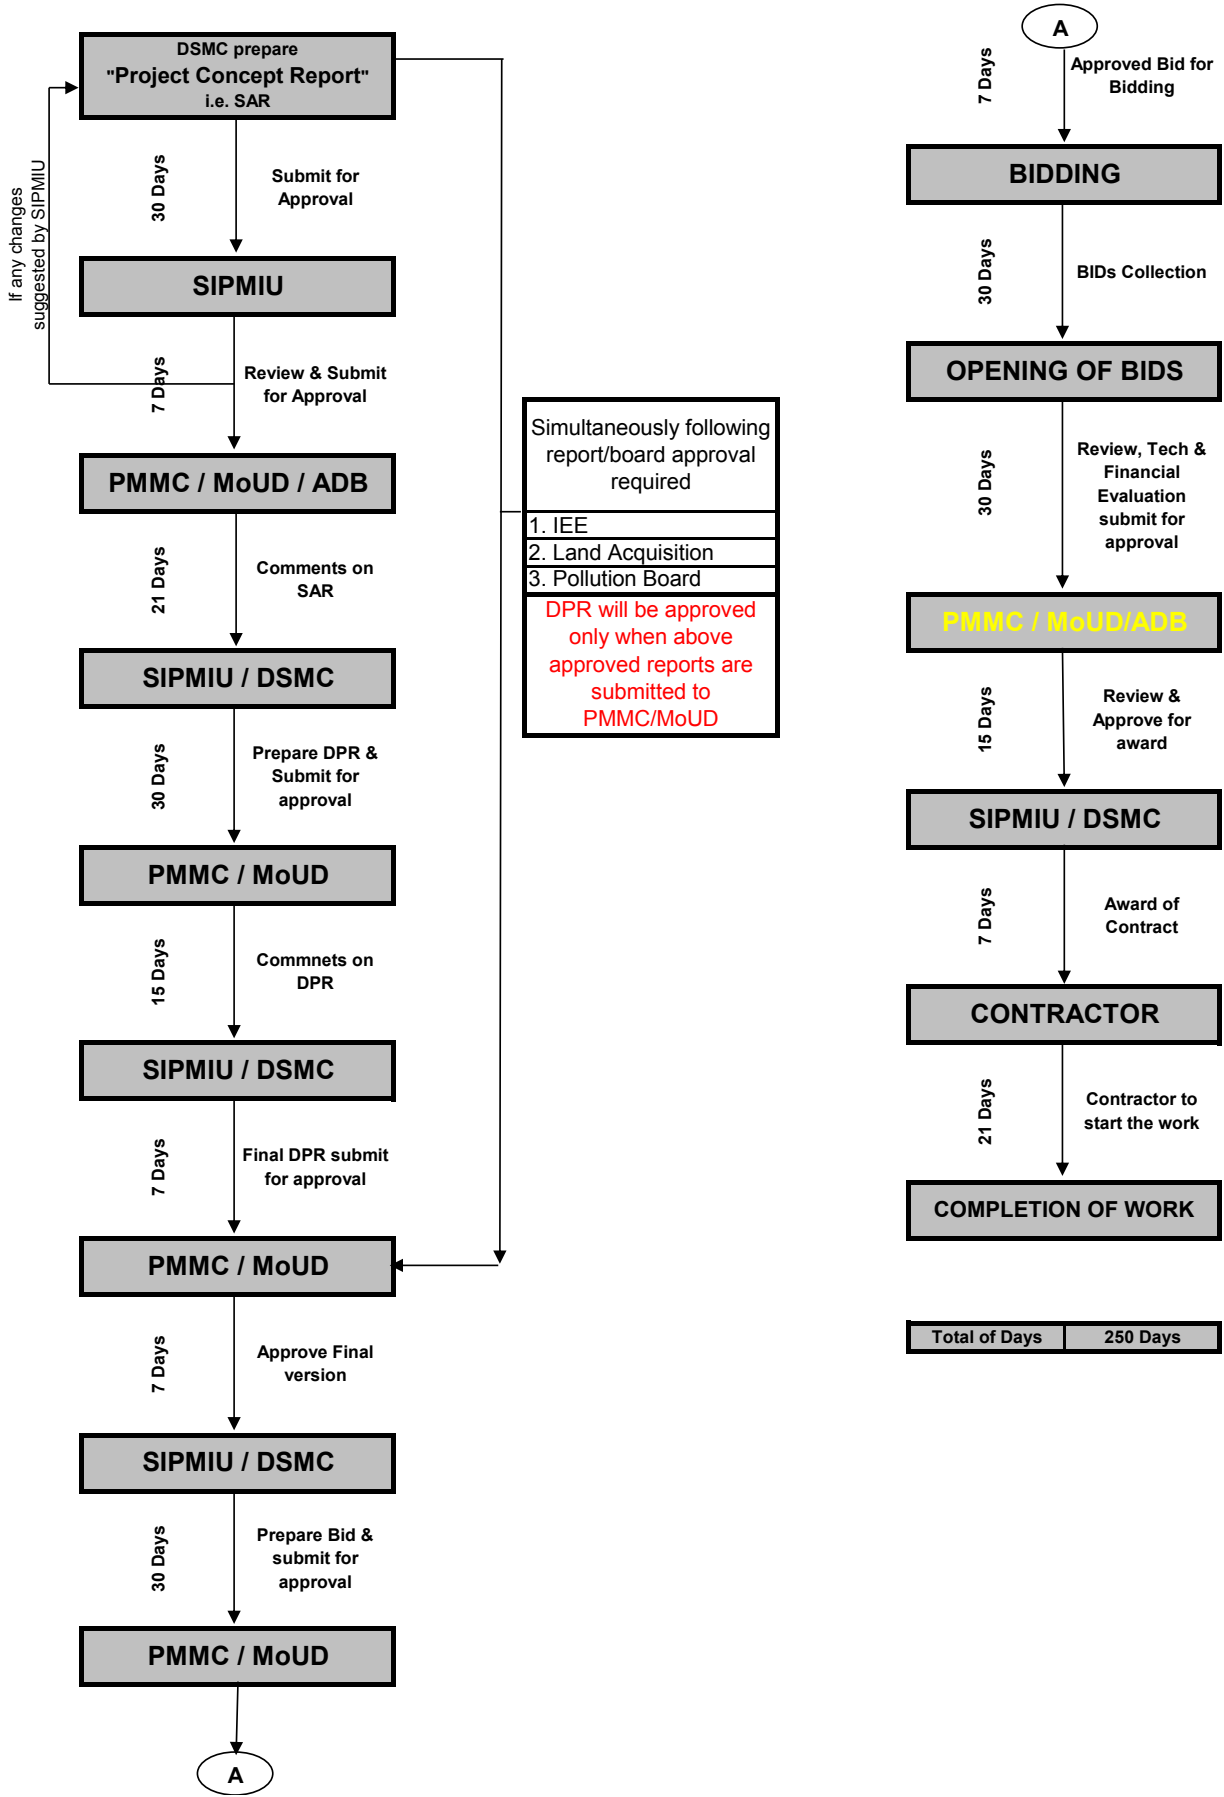 DSMC prepare
"Project Concept Report"
i.e. SAR
If any changes
suggested by SIPMIU
30 Days
Submit for
Approval
SIPMIU
7 Days
Review & Submit
for Approval
PMMC / MoUD / ADB
21 Days
Comments on
SAR
SIPMIU / DSMC
30 Days
Prepare DPR &
Submit for
approval
PMMC / MoUD
15 Days
Commnets on
DPR
SIPMIU / DSMC
7 Days
Final DPR submit
for approval
PMMC / MoUD
7 Days
Approve Final
version
SIPMIU / DSMC
30 Days
Prepare Bid &
submit for
approval
PMMC / MoUD
A
Simultaneously following
report/board approval
required
1. IEE
2. Land Acquisition
3. Pollution Board
DPR will be approved
only when above
approved reports are
submitted to
PMMC/MoUD
A
7 Days
Approved Bid for
Bidding
BIDDING
30 Days
BIDs Collection
OPENING OF BIDS
30 Days
Review, Tech &
Financial
Evaluation
submit for
approval
PMMC / MoUD/ADB
15 Days
Review &
Approve for
award
SIPMIU / DSMC
7 Days
Award of
Contract
CONTRACTOR
21 Days
Contractor to
start the work
COMPLETION OF WORK
Total of Days 250 Days